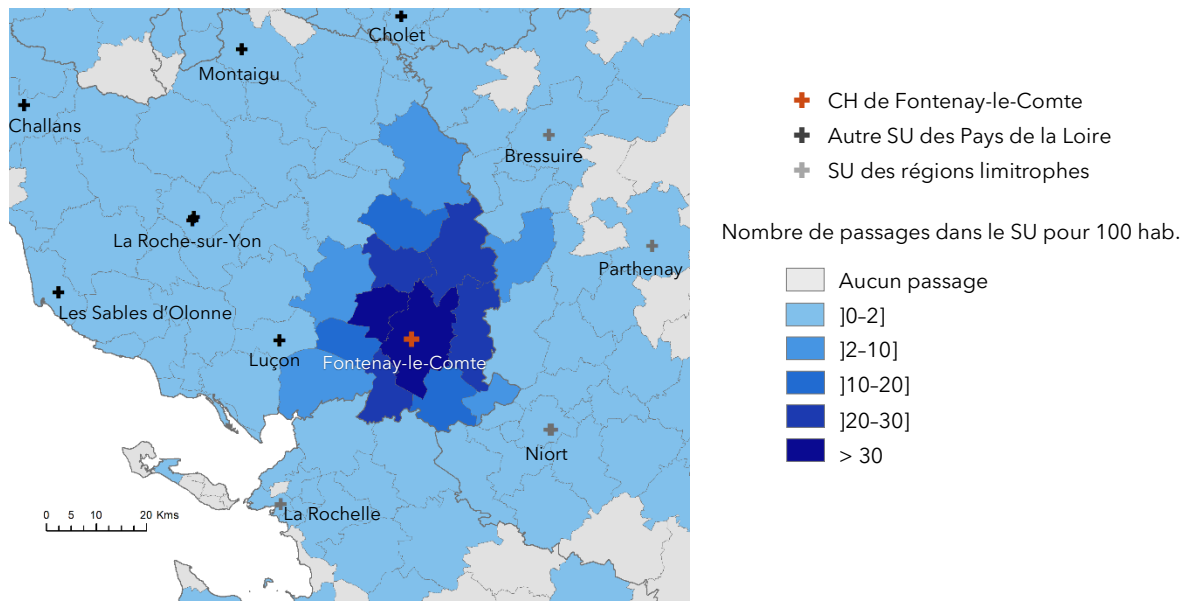 Cholet
Montaigu
Challans
Bressuire
La Roche-sur-Yon
Parthenay
Les Sables d'Olonne
Luçon
Fontenay-le-Comte
Niort
La Rochelle
0 5 10 20 Kms
CH de Fontenay-le-Comte
Autre SU des Pays de la Loire
SU des régions limitrophes
Nombre de passages dans le SU pour 100 hab.
Aucun passage
]0–2]
]2–10]
]10–20]
]20–30]
> 30